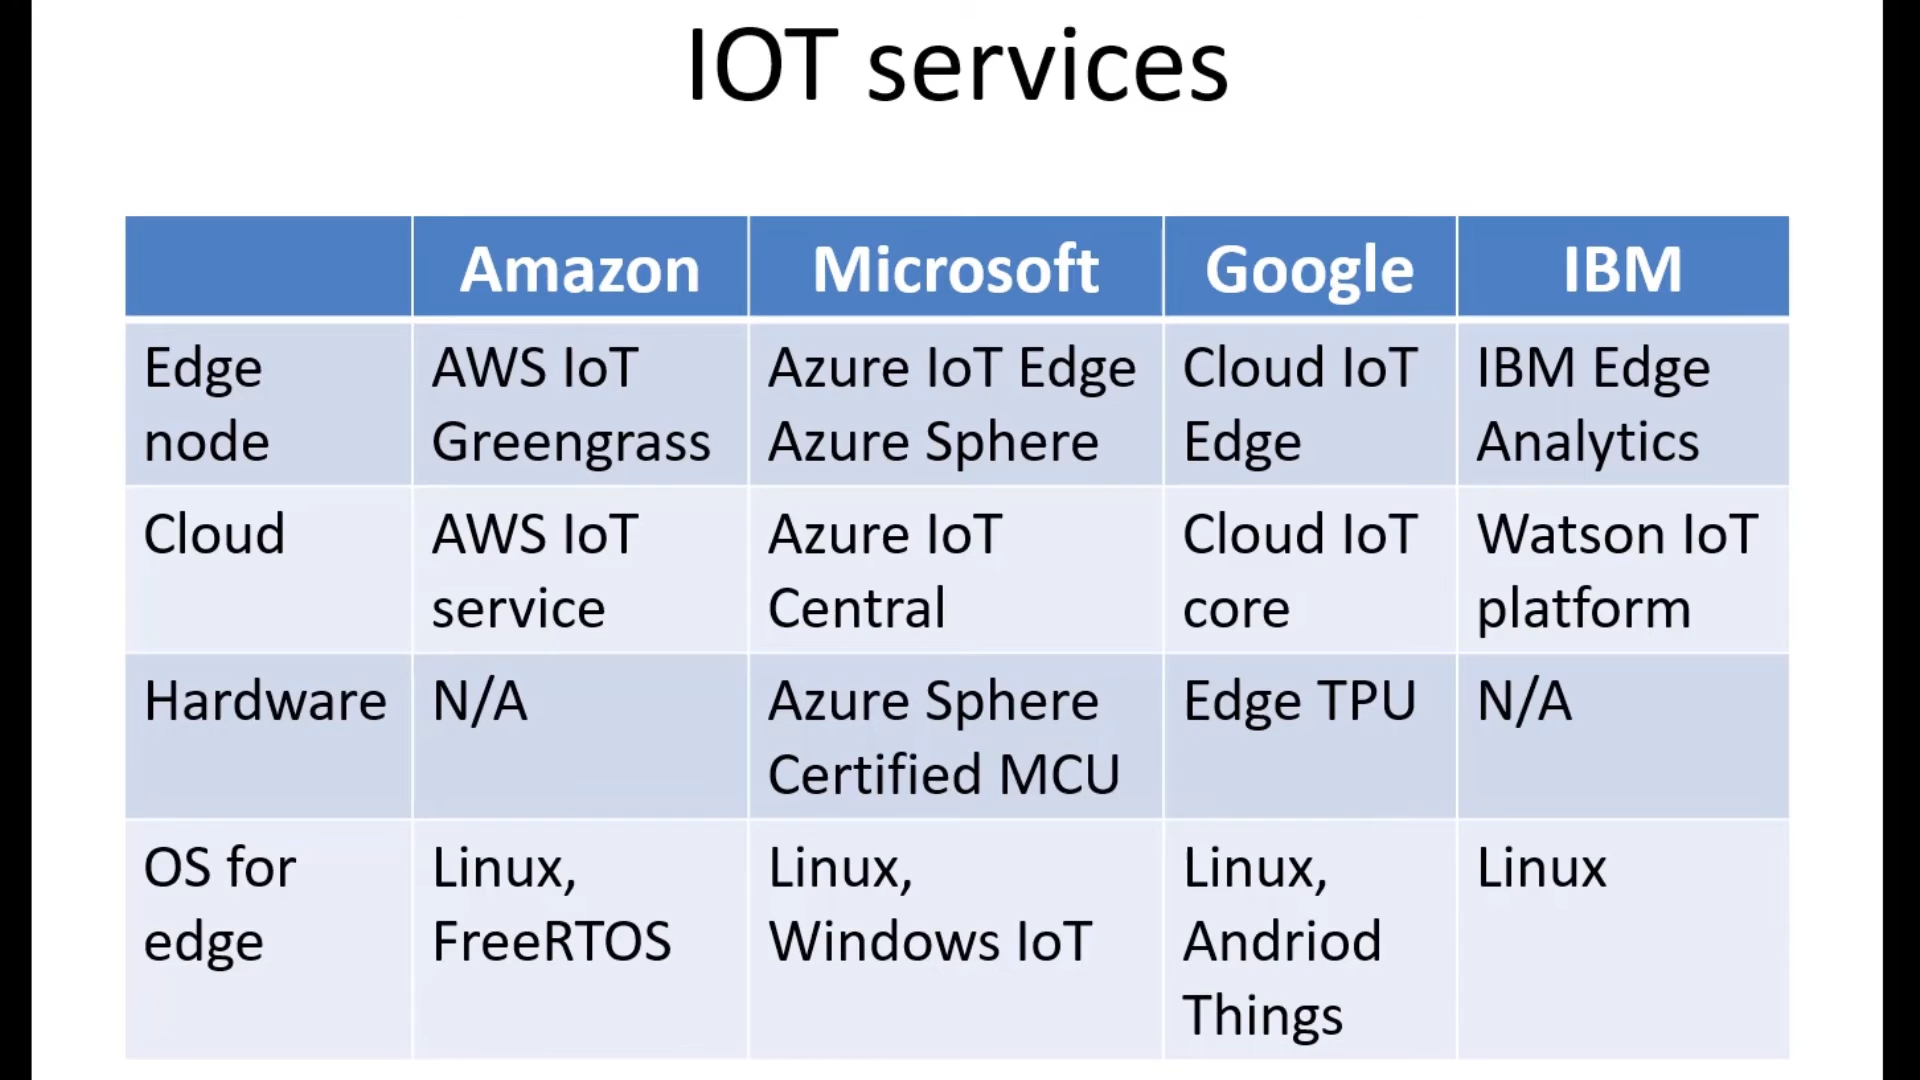 IOT services
Amazon
Microsoft
Google
IBM
Edge
node
AWS IoT
Greengrass
Azure IoT Edge
Azure Sphere
Cloud IoT
Edge
IBM Edge
Analytics
Cloud
AWS IoT
service
Azure IoT
Central
Cloud IoT
core
Watson IoT
platform
Hardware
N/A
Azure Sphere
Certified MCU
Edge TPU
N/A
OS for
edge
Linux,
FreeRTOS
Linux,
Windows IoT
Linux,
Andriod
Things
Linux